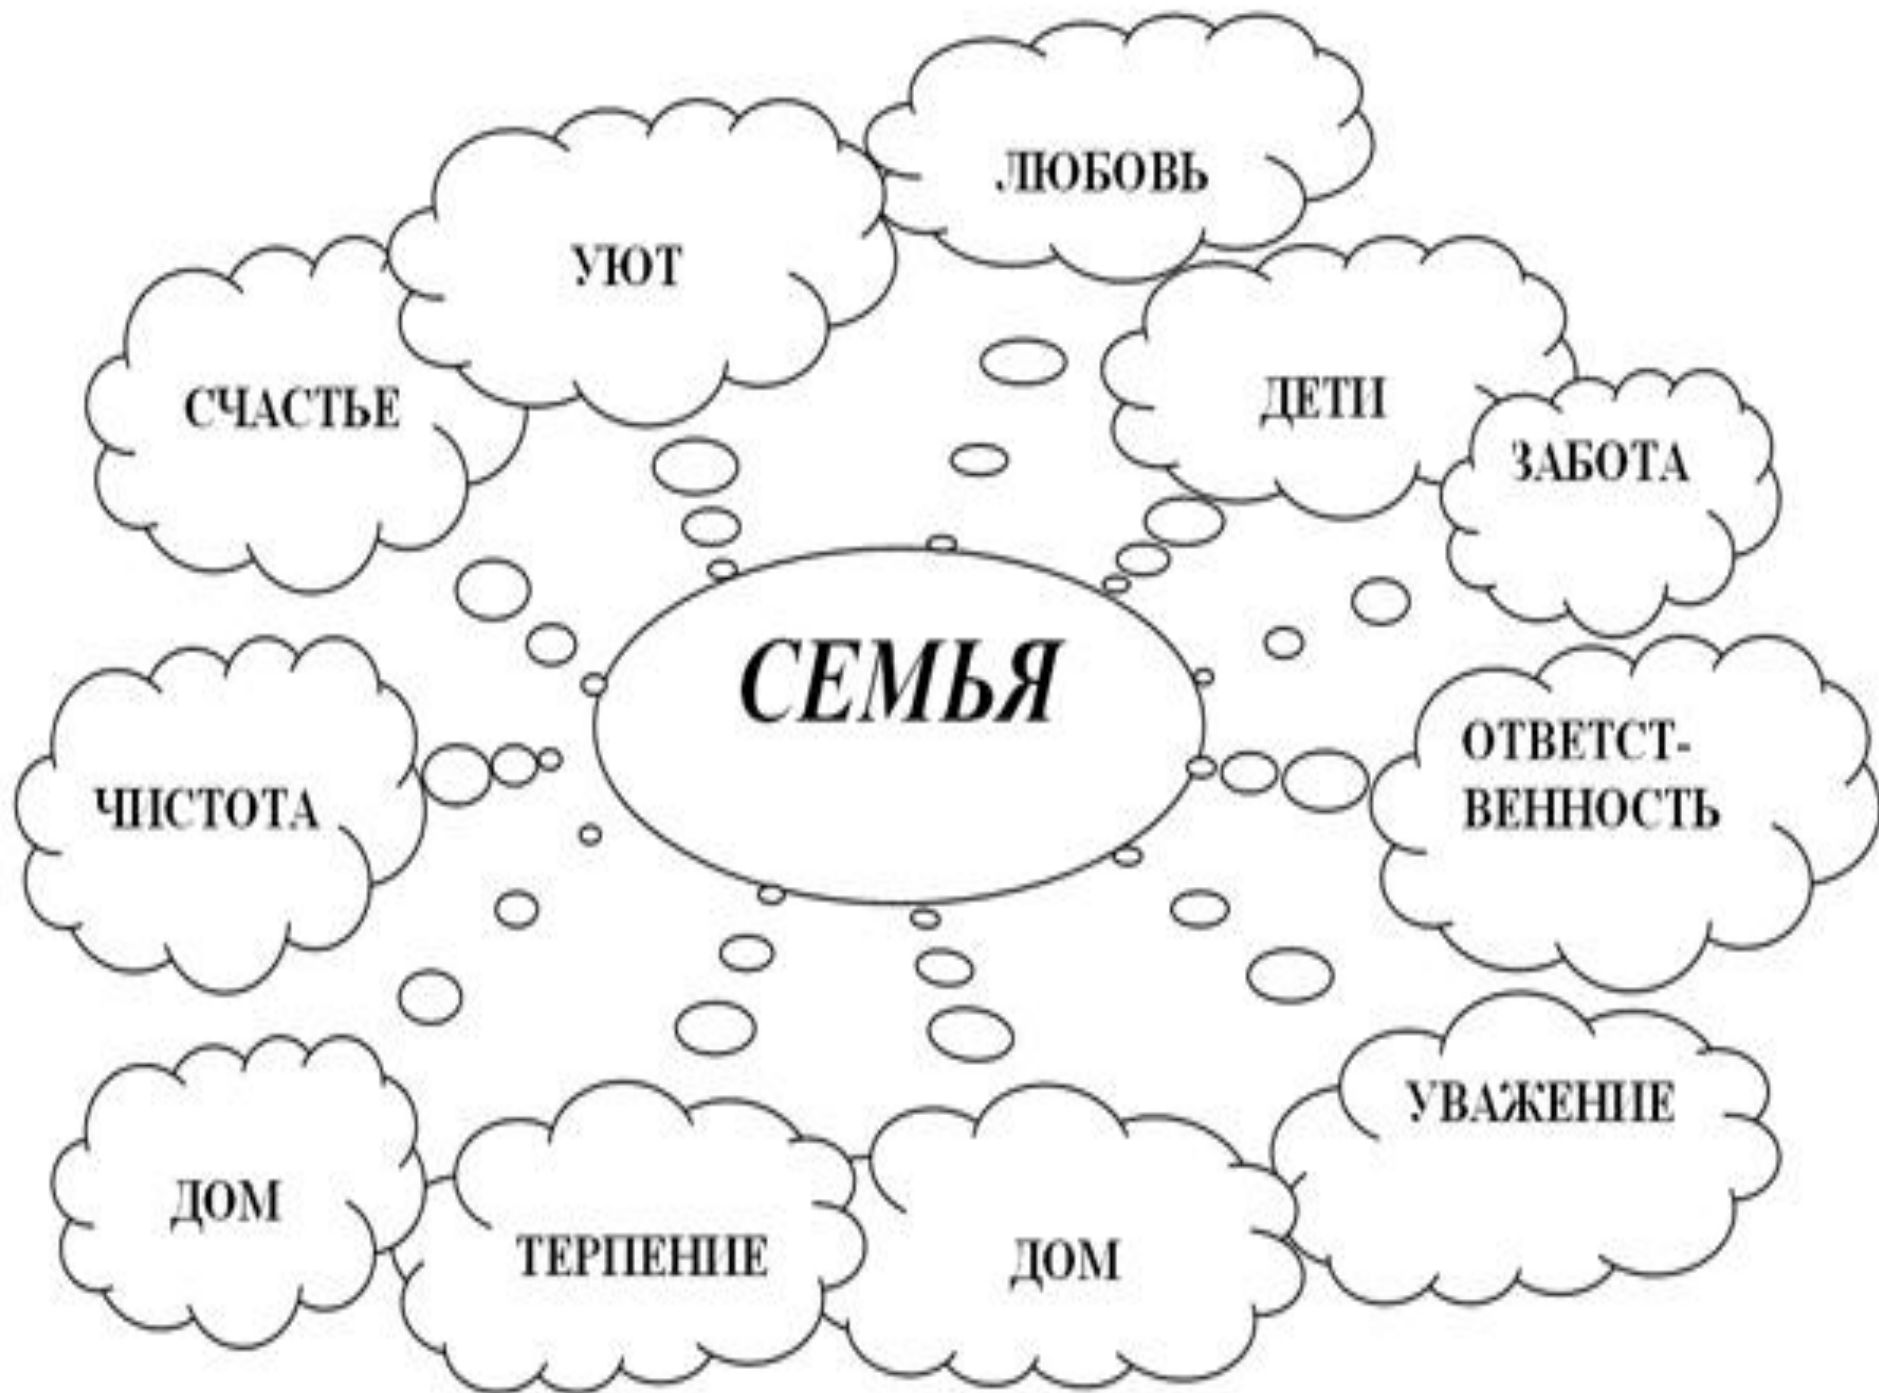 ЛЮБОВЬ
УЮТ
СЧАСТЬЕ
ДЕТИ
ЗАБОТА
СЕМЬЯ
ЧИСТОТА
ОТВЕТСТ-
ВЕННОСТЬ
УВАЖЕНИЕ
ДОМ
ТЕРПЕНИЕ
ДОМ